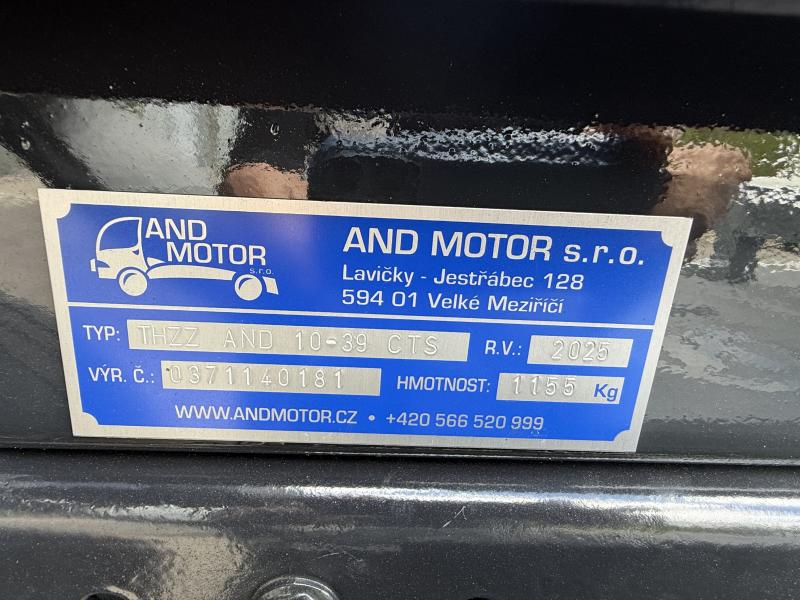 AND
MOTOR
s.r.o.
AND MOTOR s.r.o.
Lavičky - Jestřábec 128
594 01 Velké Meziříčí
TYP: THZZ AND 10-39 CTS R.V.: 2025
VÝR. Č.: 0371140181 HMOTNOST: 1155 Kg
WWW.ANDMOTOR.CZ • +420 566 520 999